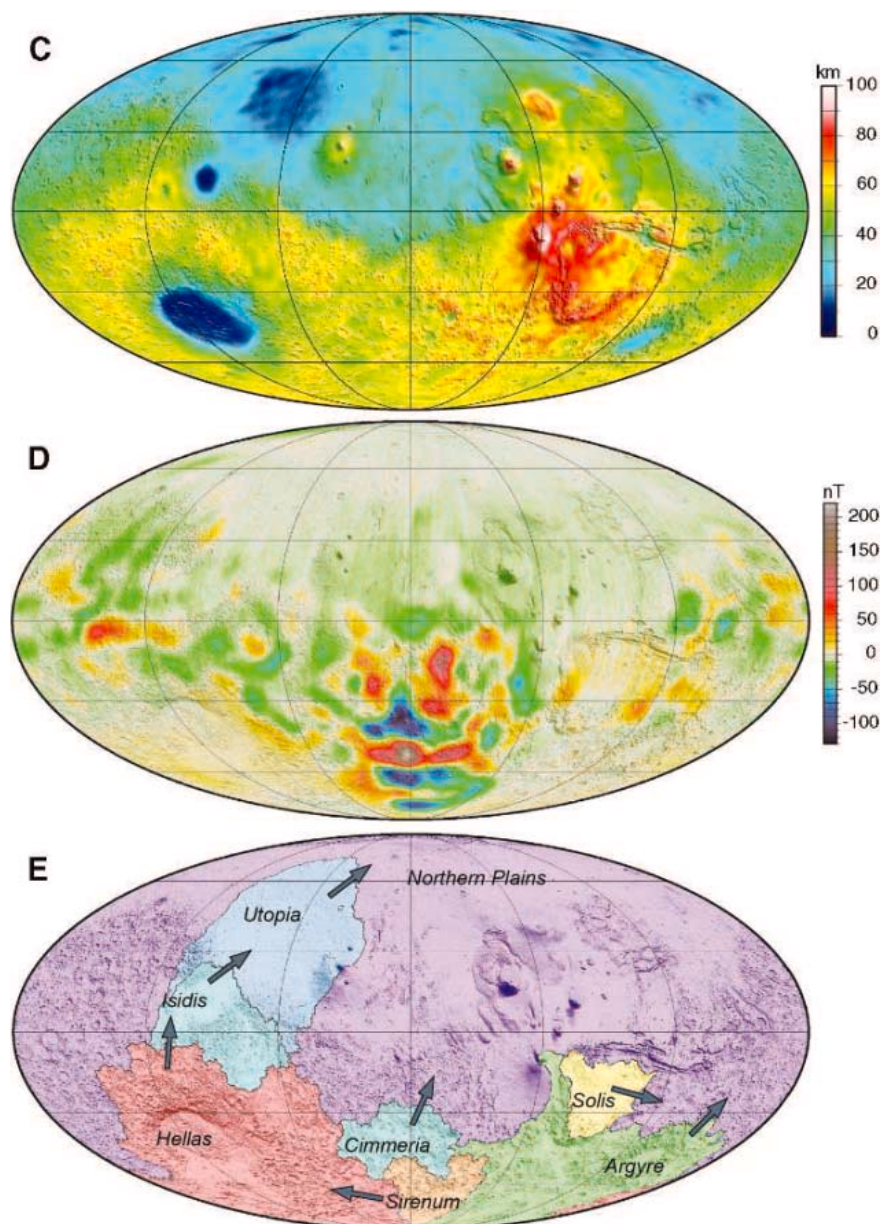 C
km
100
80
60
40
20
0
D
nT
200
150
100
50
0
-50
-100
E
Northern Plains
Utopia
Isidis
Solis
Hellas
Cimmeria
Argyre
Sirenum